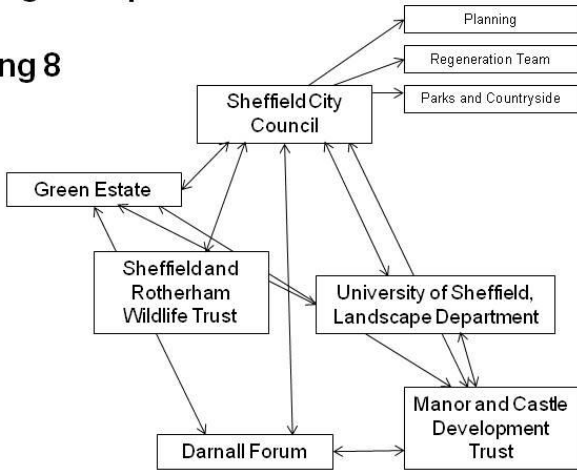 ng 8
Planning
Regeneration Team
Parks and Countryside
Sheffield City
Council
Green Estate
Sheffield and
Rotherham
Wildlife Trust
University of Sheffield,
Landscape Department
Manor and Castle
Development
Trust
Darnall Forum